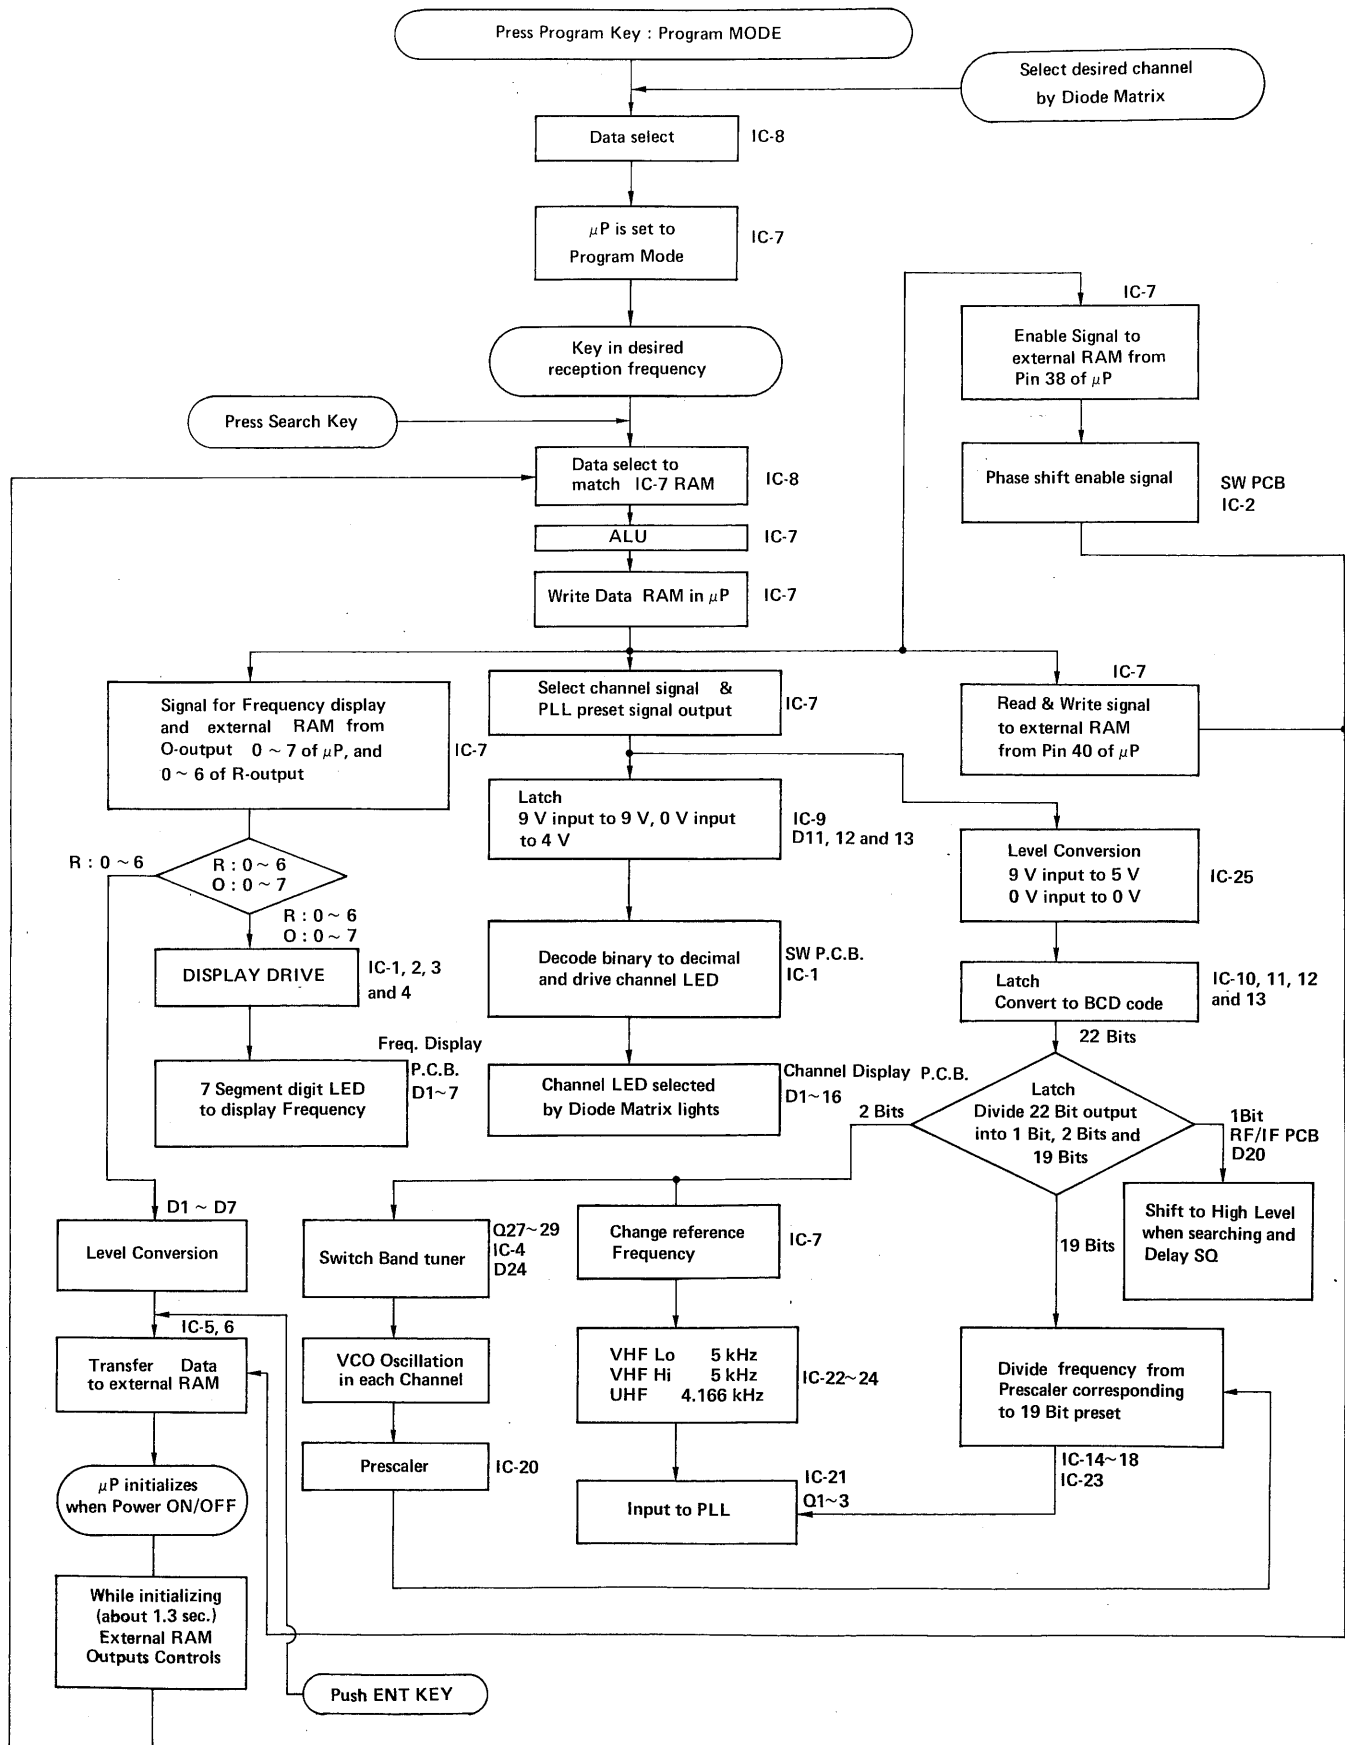 Press Program Key : Program MODE
Select desired channel
by Diode Matrix
Data select
IC-8
μP is set to
Program Mode
IC-7
Key in desired
reception frequency
Press Search Key
Data select to
match IC-7 RAM
IC-8
ALU
IC-7
Write Data RAM in μP
IC-7
IC-7
Enable Signal to
external RAM from
Pin 38 of μP
Phase shift enable signal
SW PCB
IC-2
Signal for Frequency display
and external RAM from
O-output 0 ~ 7 of μP, and
0 ~ 6 of R-output
IC-7
Select channel signal &
PLL preset signal output
IC-7
IC-7
Read & Write signal
to external RAM
from Pin 40 of μP
Latch
9 V input to 9 V, 0 V input
to 4 V
IC-9
D11, 12 and 13
Level Conversion
9 V input to 5 V
0 V input to 0 V
IC-25
R : 0 ~ 6
R : 0 ~ 6
O : 0 ~ 7
R : 0 ~ 6
O : 0 ~ 7
DISPLAY DRIVE
IC-1, 2, 3
and 4
Decode binary to decimal
and drive channel LED
SW P.C.B.
IC-1
Latch
Convert to BCD code
IC-10, 11, 12
and 13
22 Bits
Freq. Display
P.C.B.
D1~7
7 Segment digit LED
to display Frequency
Channel LED selected
by Diode Matrix lights
Channel Display P.C.B.
D1~16
2 Bits
Latch
Divide 22 Bit output
into 1 Bit, 2 Bits and
19 Bits
1Bit
RF/IF PCB
D20
Shift to High Level
when searching and
Delay SQ
19 Bits
D1 ~ D7
Level Conversion
Switch Band tuner
Q27~29
IC-4
D24
Change reference
Frequency
IC-7
IC-5, 6
Transfer Data
to external RAM
VCO Oscillation
in each Channel
VHF Lo 5 kHz
VHF Hi 5 kHz
UHF 4.166 kHz
IC-22~24
Divide frequency from
Prescaler corresponding
to 19 Bit preset
IC-14~18
IC-23
Prescaler
IC-20
μP initializes
when Power ON/OFF
Input to PLL
IC-21
Q1~3
While initializing
(about 1.3 sec.)
External RAM
Outputs Controls
Push ENT KEY